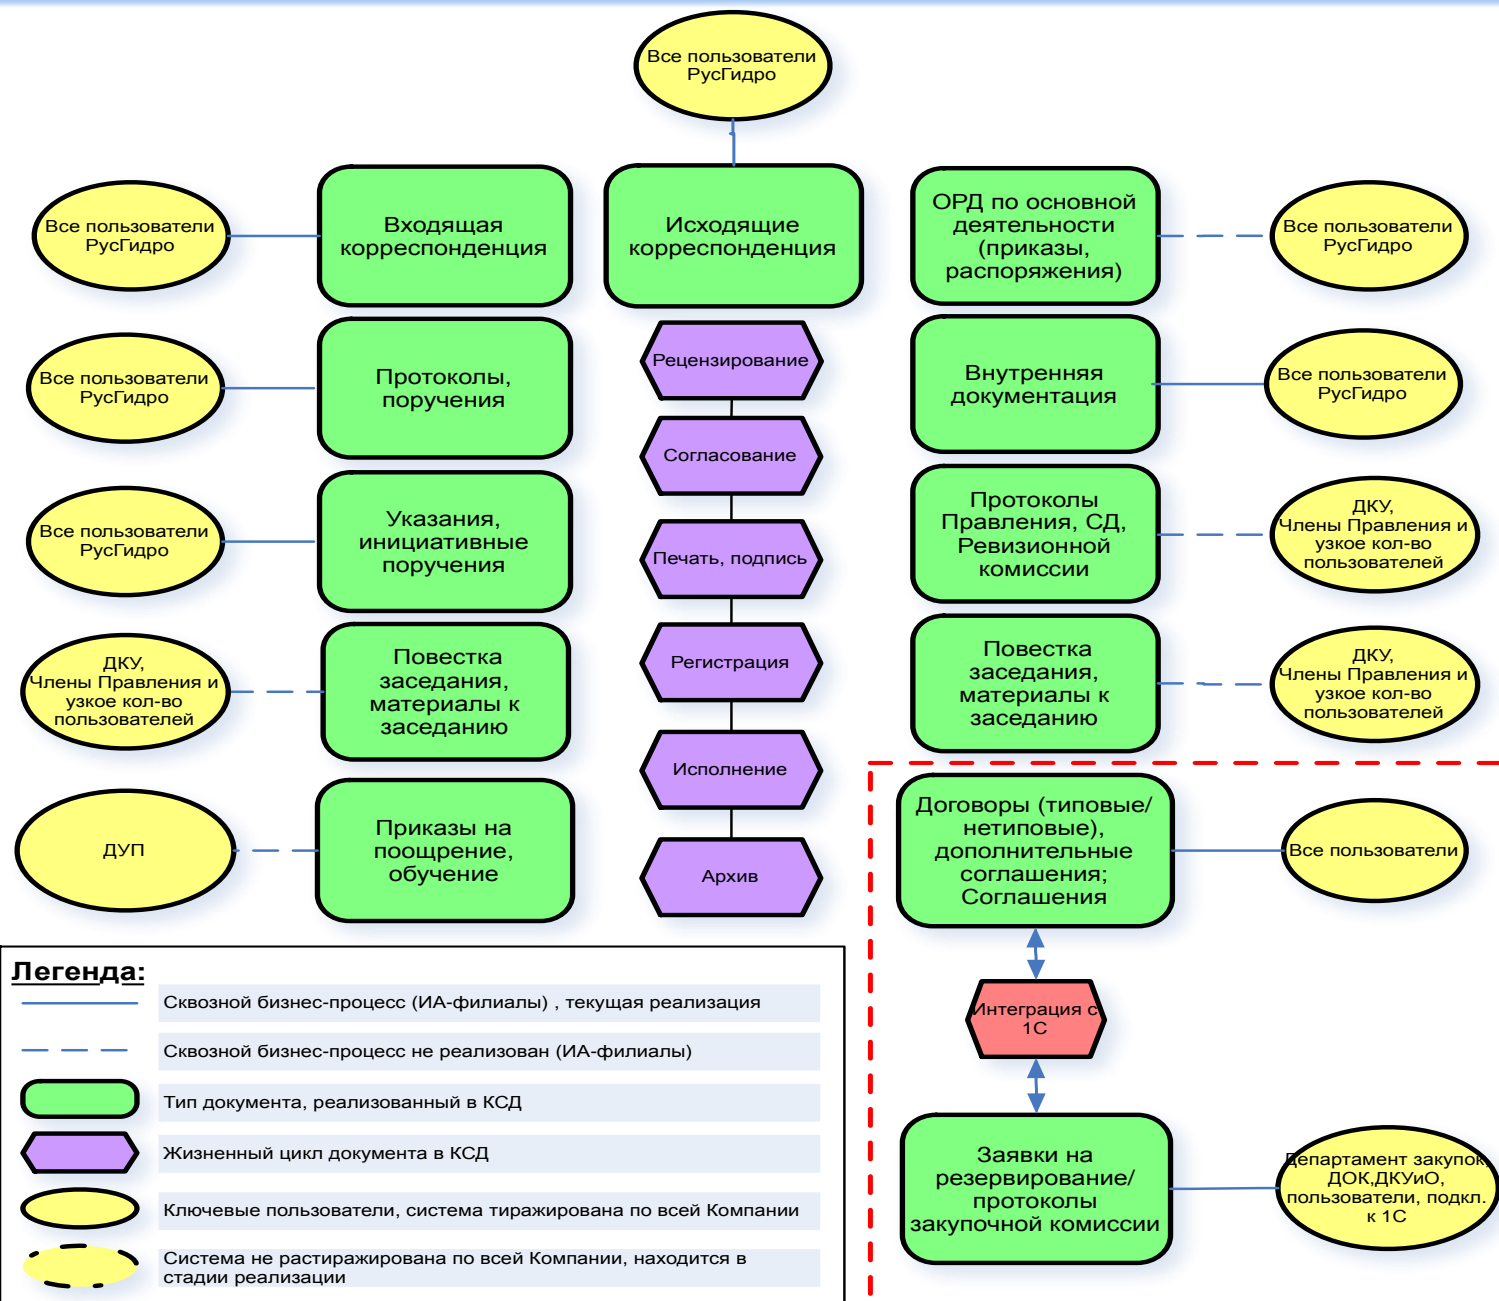 Все пользователи
РусГидро
Все пользователи
РусГидро
Входящая
корреспонденция
Исходящие
корреспонденция
ОРД по основной
деятельности
(приказы,
распоряжения)
Все пользователи
РусГидро
Все пользователи
РусГидро
Протоколы,
поручения
Рецензирование
Внутренняя
документация
Все пользователи
РусГидро
Согласование
Все пользователи
РусГидро
Указания,
инициативные
поручения
Печать, подпись
Протоколы
Правления, СД,
Ревизионной
комиссии
ДКУ,
Члены Правления и
узкое кол-во
пользователей
ДКУ,
Члены Правления и
узкое кол-во
пользователей
Повестка
заседания,
материалы к
заседанию
Регистрация
Повестка
заседания,
материалы к
заседанию
ДКУ,
Члены Правления и
узкое кол-во
пользователей
Исполнение
ДУП
Приказы на
поощрение,
обучение
Архив
Договоры (типовые/
нетиповые),
дополнительные
соглашения;
Соглашения
Все пользователи
Интеграция с
1С
Заявки на
резервирование/
протоколы
закупочной комиссии
Департамент закупок,
ДОК,ДКУиО,
пользователи, подкл.
к 1С
Легенда:
Сквозной бизнес-процесс (ИА-филиалы) , текущая реализация
Сквозной бизнес-процесс не реализован (ИА-филиалы)
Тип документа, реализованный в КСД
Жизненный цикл документа в КСД
Ключевые пользователи, система тиражирована по всей Компании
Система не растиражирована по всей Компании, находится в
стадии реализации